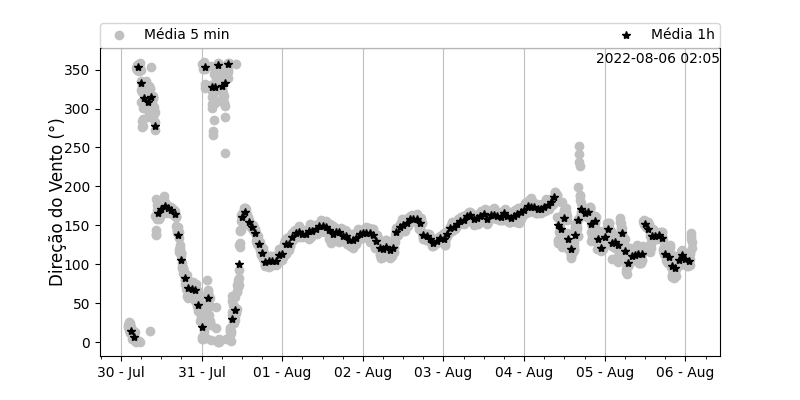 Média 5 min
Média 1h
2022-08-06 02:05
Direção do Vento (°)
350
300
250
200
150
100
50
0
30 - Jul
31 - Jul
01 - Aug
02 - Aug
03 - Aug
04 - Aug
05 - Aug
06 - Aug